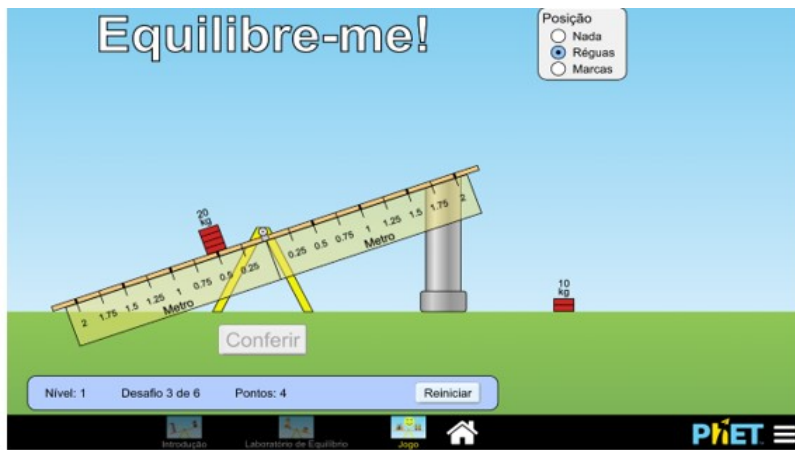 Equilibre-me!
Posição
Nada
Réguas
Marcas
20
kg
2 1.75 1.5 1.25 1 0.75 0.5 0.25
Metro
0.25 0.5 0.75 1 1.25 1.5 1.75 2
Metro
10
kg
Conferir
Nível: 1 Desafio 3 de 6 Pontos: 4 Reiniciar
Introdução Laboratório de Equilíbrio Jogo PhET